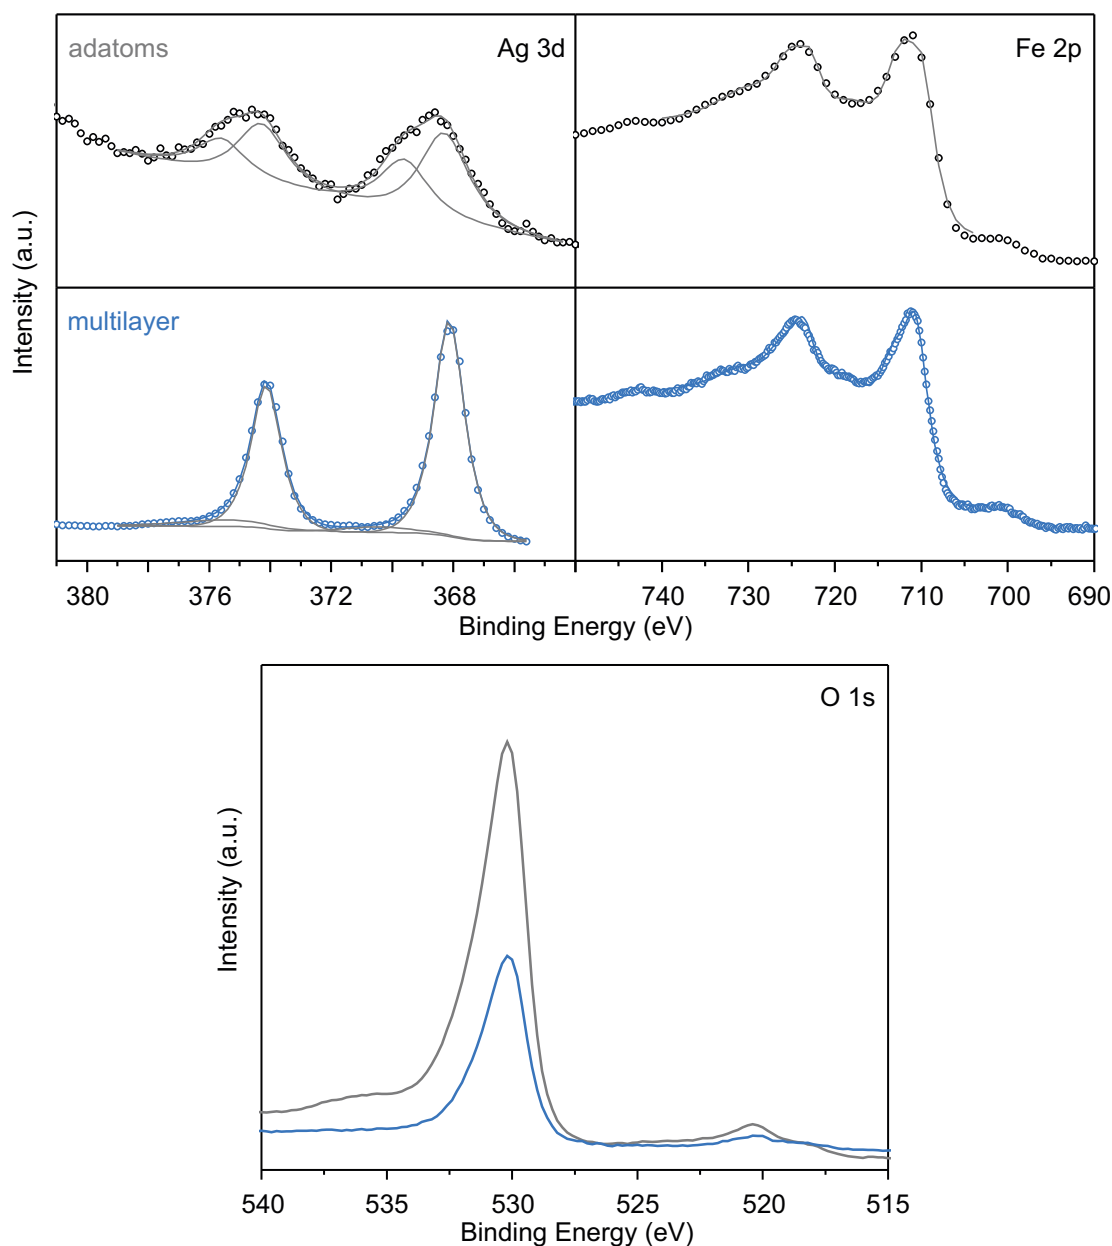 adatoms
Ag 3d
Fe 2p
multilayer
Intensity (a.u.)
380 376 372 368
740 730 720 710 700 690
Binding Energy (eV)
O 1s
Intensity (a.u.)
540 535 530 525 520 515
Binding Energy (eV)